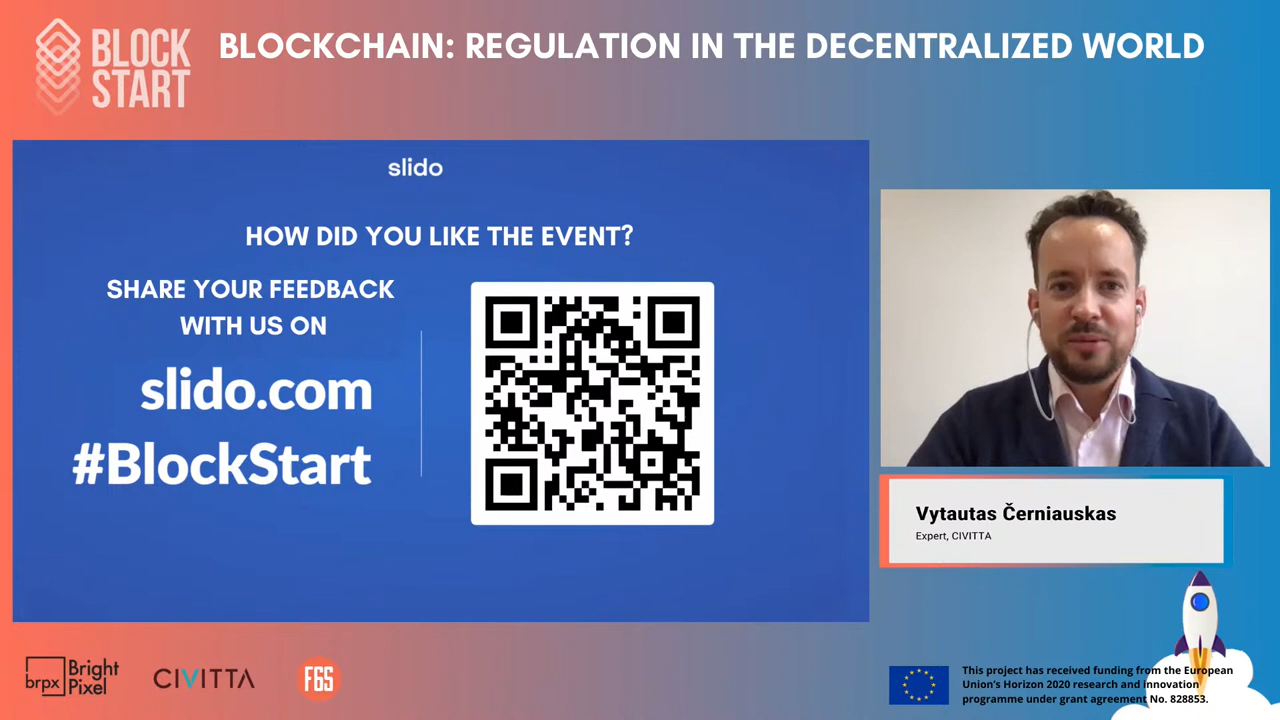 BLOCK
START
BLOCKCHAIN: REGULATION IN THE DECENTRALIZED WORLD
slido
HOW DID YOU LIKE THE EVENT?
SHARE YOUR FEEDBACK
WITH US ON
slido.com
#BlockStart
Vytautas Černiauskas
Expert, CIVITTA
brpx
Bright
Pixel
CIVITTA
F6S
This project has received funding from the European
Union's Horizon 2020 research and innovation
programme under grant agreement No. 828853.